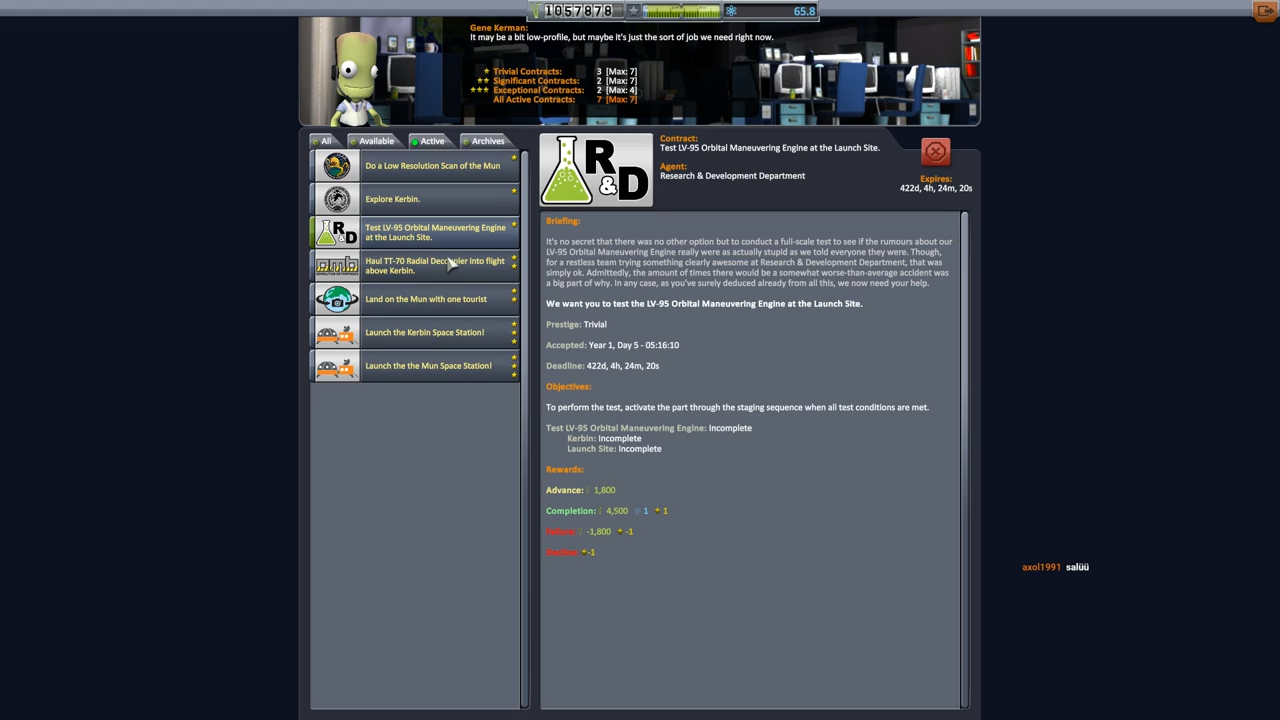 1057878
65.8
Gene Kerman:
It may be a bit low-profile, but maybe it's just the sort of job we need right now.
Trivial Contracts: 3 [Max: 7]
Significant Contracts: 2 [Max: 7]
Exceptional Contracts: 2 [Max: 4]
All Active Contracts: 7 [Max: 7]
All Available Active Archives
Do a Low Resolution Scan of the Mun
Explore Kerbin.
R&D
Test LV-95 Orbital Maneuvering Engine
at the Launch Site.
Haul TT-70 Radial Decoupler into flight
above Kerbin.
Land on the Mun with one tourist
Launch the Kerbin Space Station!
Launch the the Mun Space Station!
R&D
Contract:
Test LV-95 Orbital Maneuvering Engine at the Launch Site.
Agent:
Research & Development Department
Expires:
422d, 4h, 24m, 20s
Briefing:
It's no secret that there was no other option but to conduct a full-scale test to see if the rumours about our
LV-95 Orbital Maneuvering Engine really were as actually stupid as we told everyone they were. Though,
for a restless team trying something clearly awesome at Research & Development Department, that was
simply ok. Admittedly, the amount of times there would be a somewhat worse-than-average accident was
a big part of why. In any case, as you've surely deduced already from all this, we now need your help.
We want you to test the LV-95 Orbital Maneuvering Engine at the Launch Site.
Prestige: Trivial
Accepted: Year 1, Day 5 - 05:16:10
Deadline: 422d, 4h, 24m, 20s
Objectives:
To perform the test, activate the part through the staging sequence when all test conditions are met.
Test LV-95 Orbital Maneuvering Engine: Incomplete
Kerbin: Incomplete
Launch Site: Incomplete
Rewards:
Advance: 1,800
Completion: 4,500 1 1
Failure: -1,800 -1
Decline: -1
axol1991 salüü